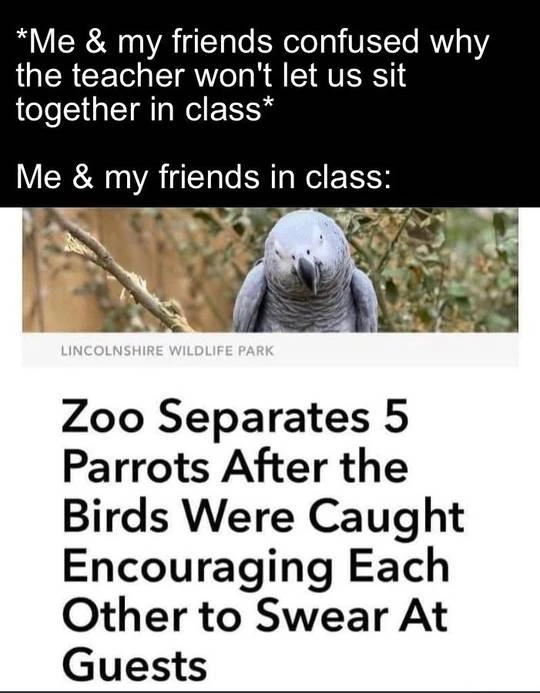 *Me & my friends confused why
the teacher won't let us sit
together in class*
Me & my friends in class:
LINCOLNSHIRE WILDLIFE PARK
Zoo Separates 5
Parrots After the
Birds Were Caught
Encouraging Each
Other to Swear At
Guests